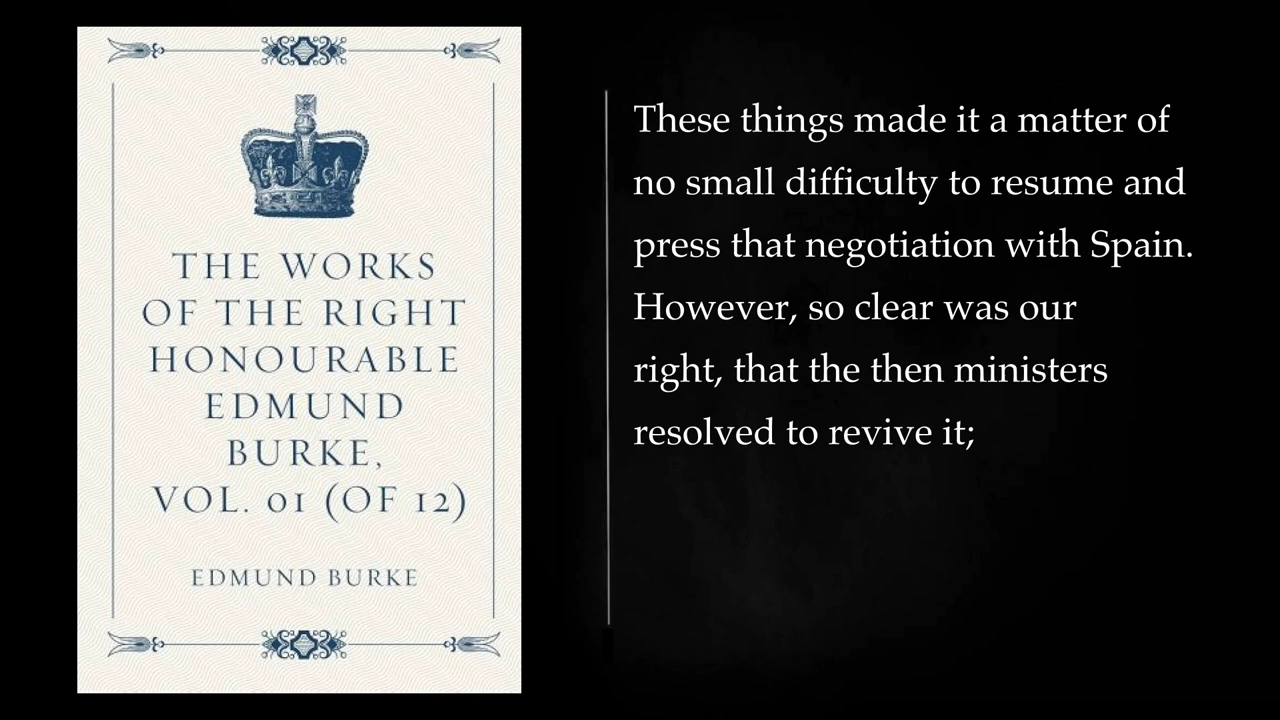 THE WORKS
OF THE RIGHT
HONOURABLE
EDMUND
BURKE,
VOL. 01 (OF 12)
EDMUND BURKE
These things made it a matter of
no small difficulty to resume and
press that negotiation with Spain.
However, so clear was our
right, that the then ministers
resolved to revive it;